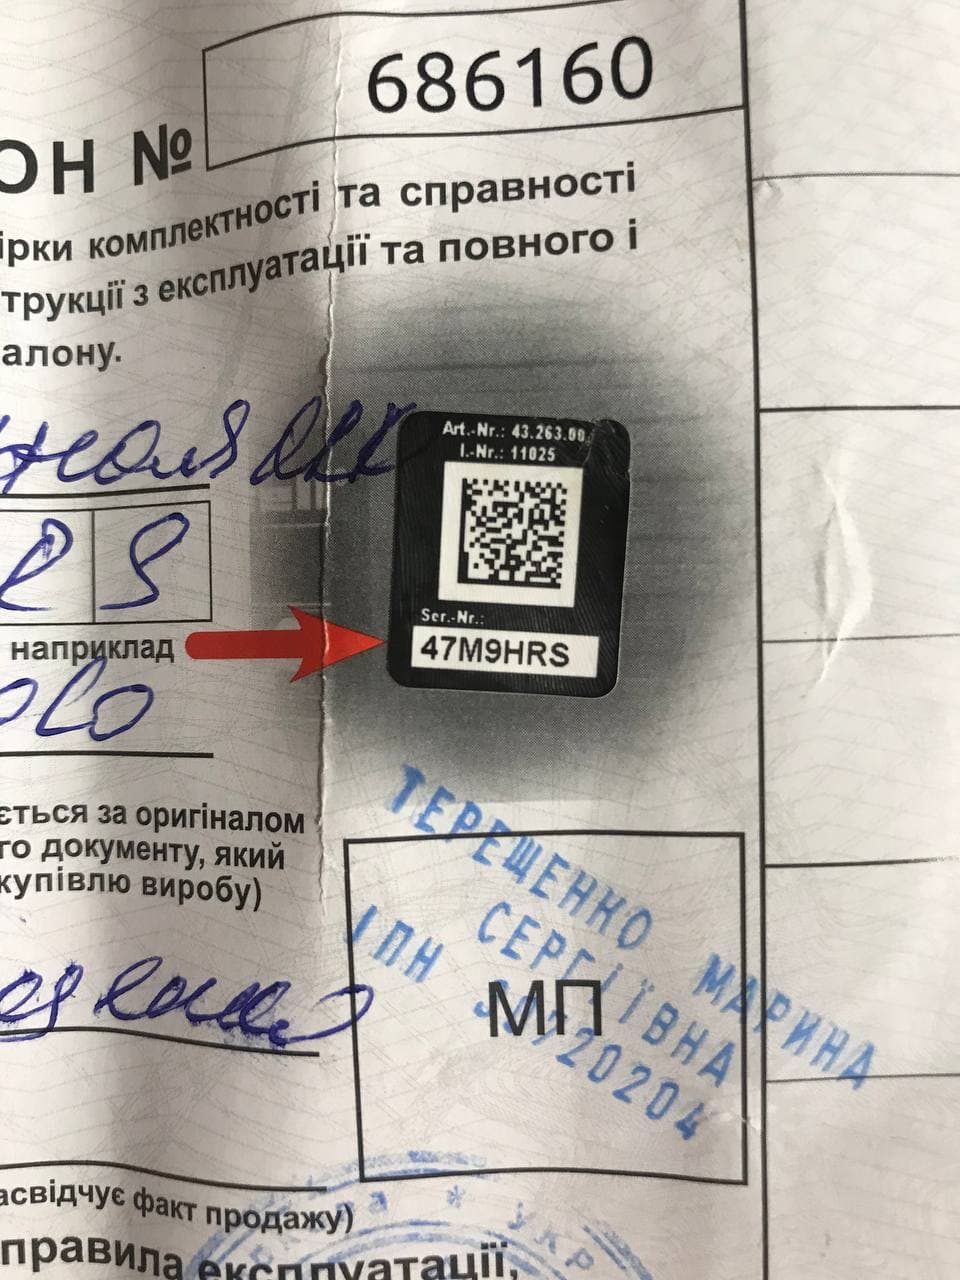 686160
ОН №
ірки комплектності та справності
трукції з експлуатації та повного і
алону.
Art.-Nr.: 43.263.00
I.-Nr.: 11025
R S
Ser.-Nr.:
наприклад
47M9HRS
ється за оригіналом
го документу, який
купівлю виробу)
ТЕРЕЩЕНКО МАРИНА
СЕРГІЇВНА
ІПН
МП
асвідчує факт продажу)
правила експлуатації,
* УКР